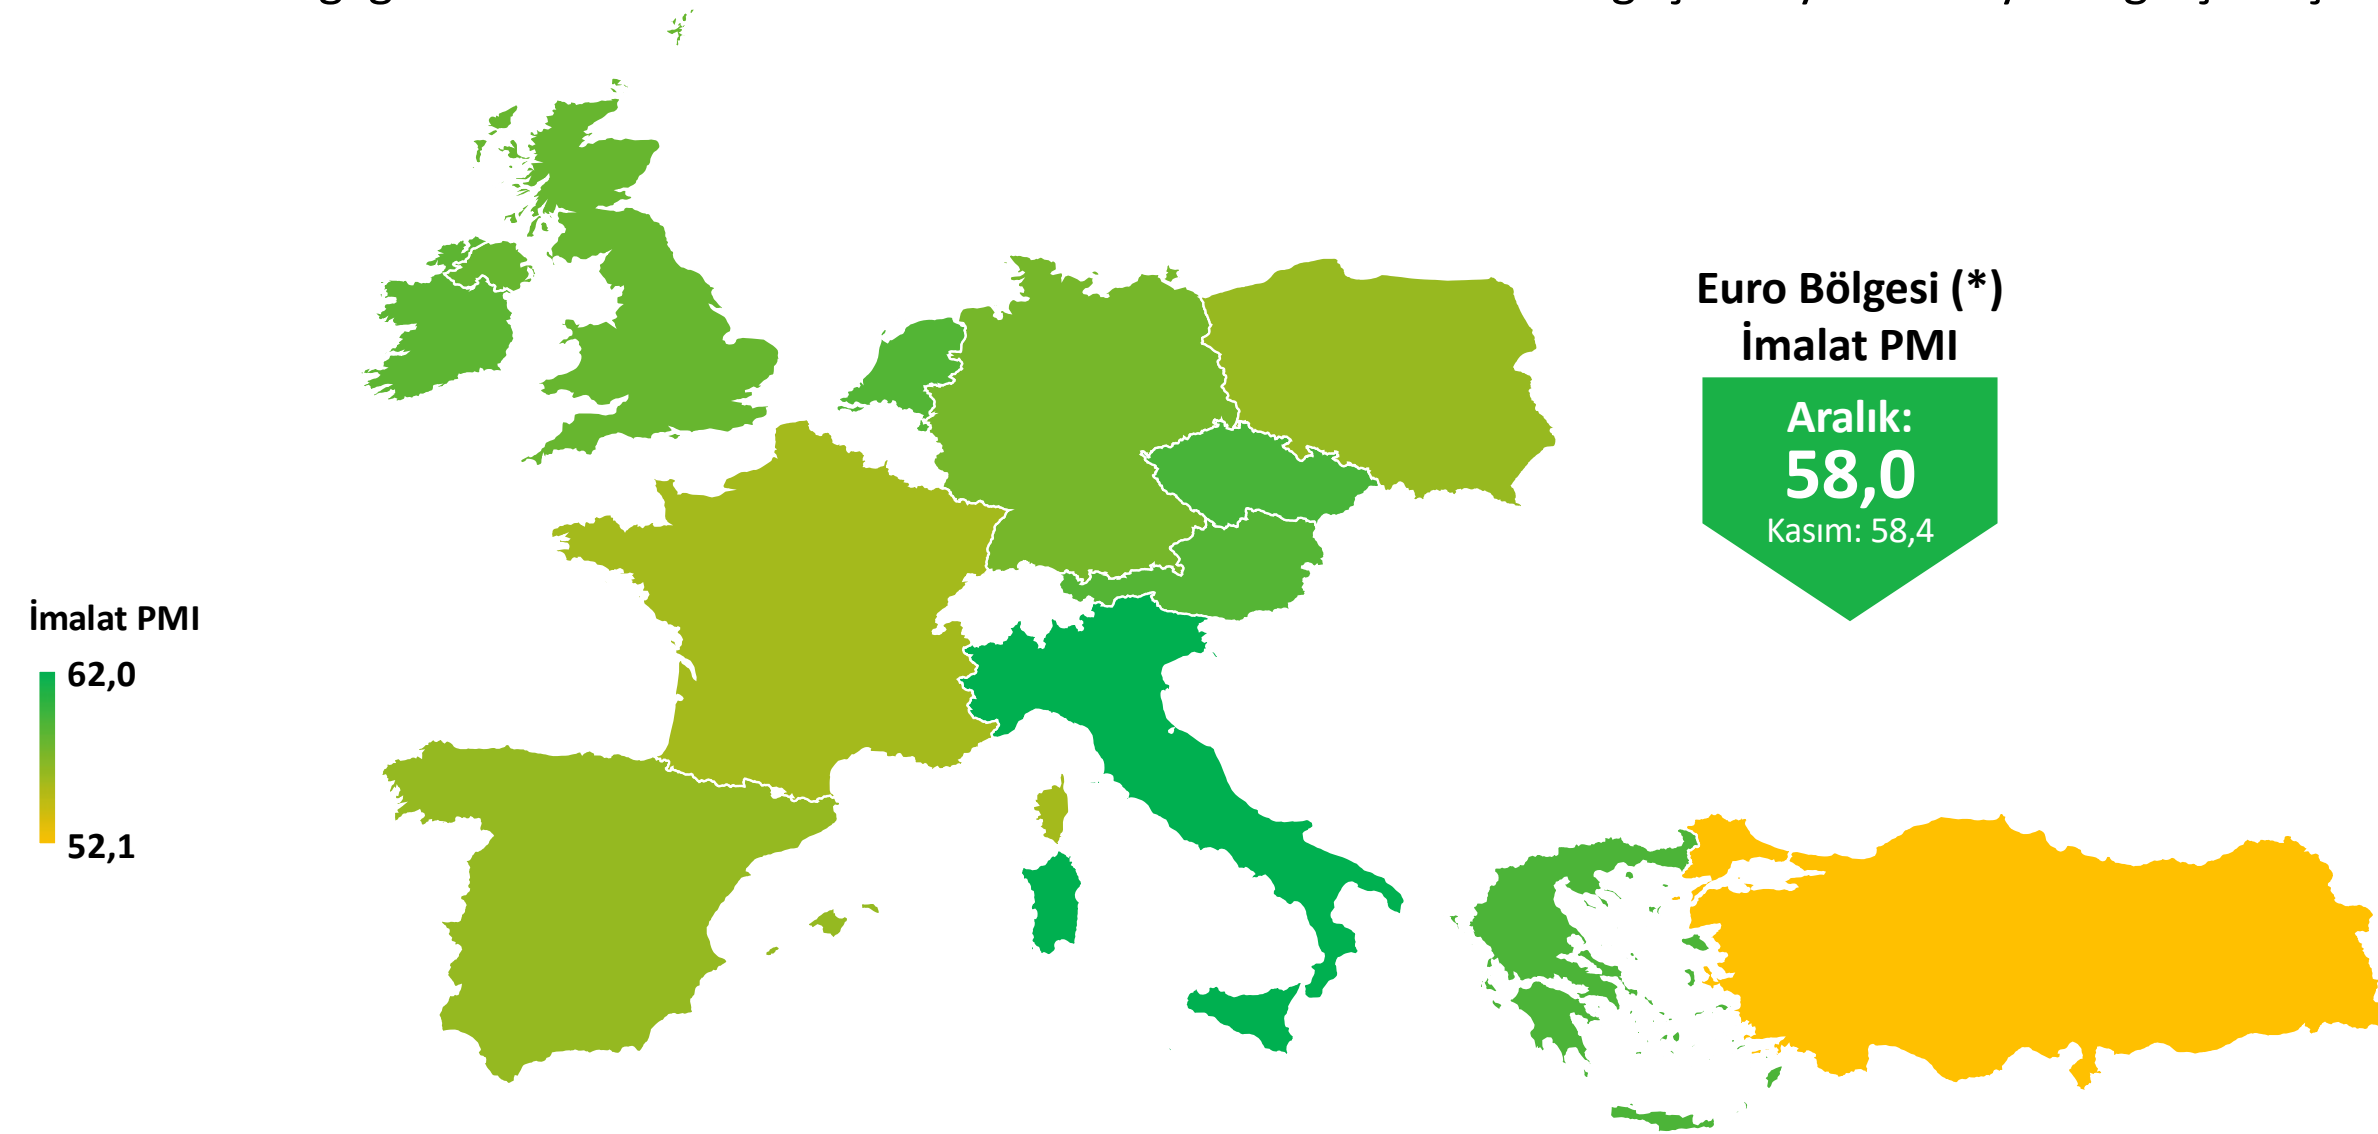 Euro Bölgesi (*)
İmalat PMI
Aralık:
58,0
Kasım: 58,4
İmalat PMI
62,0
52,1